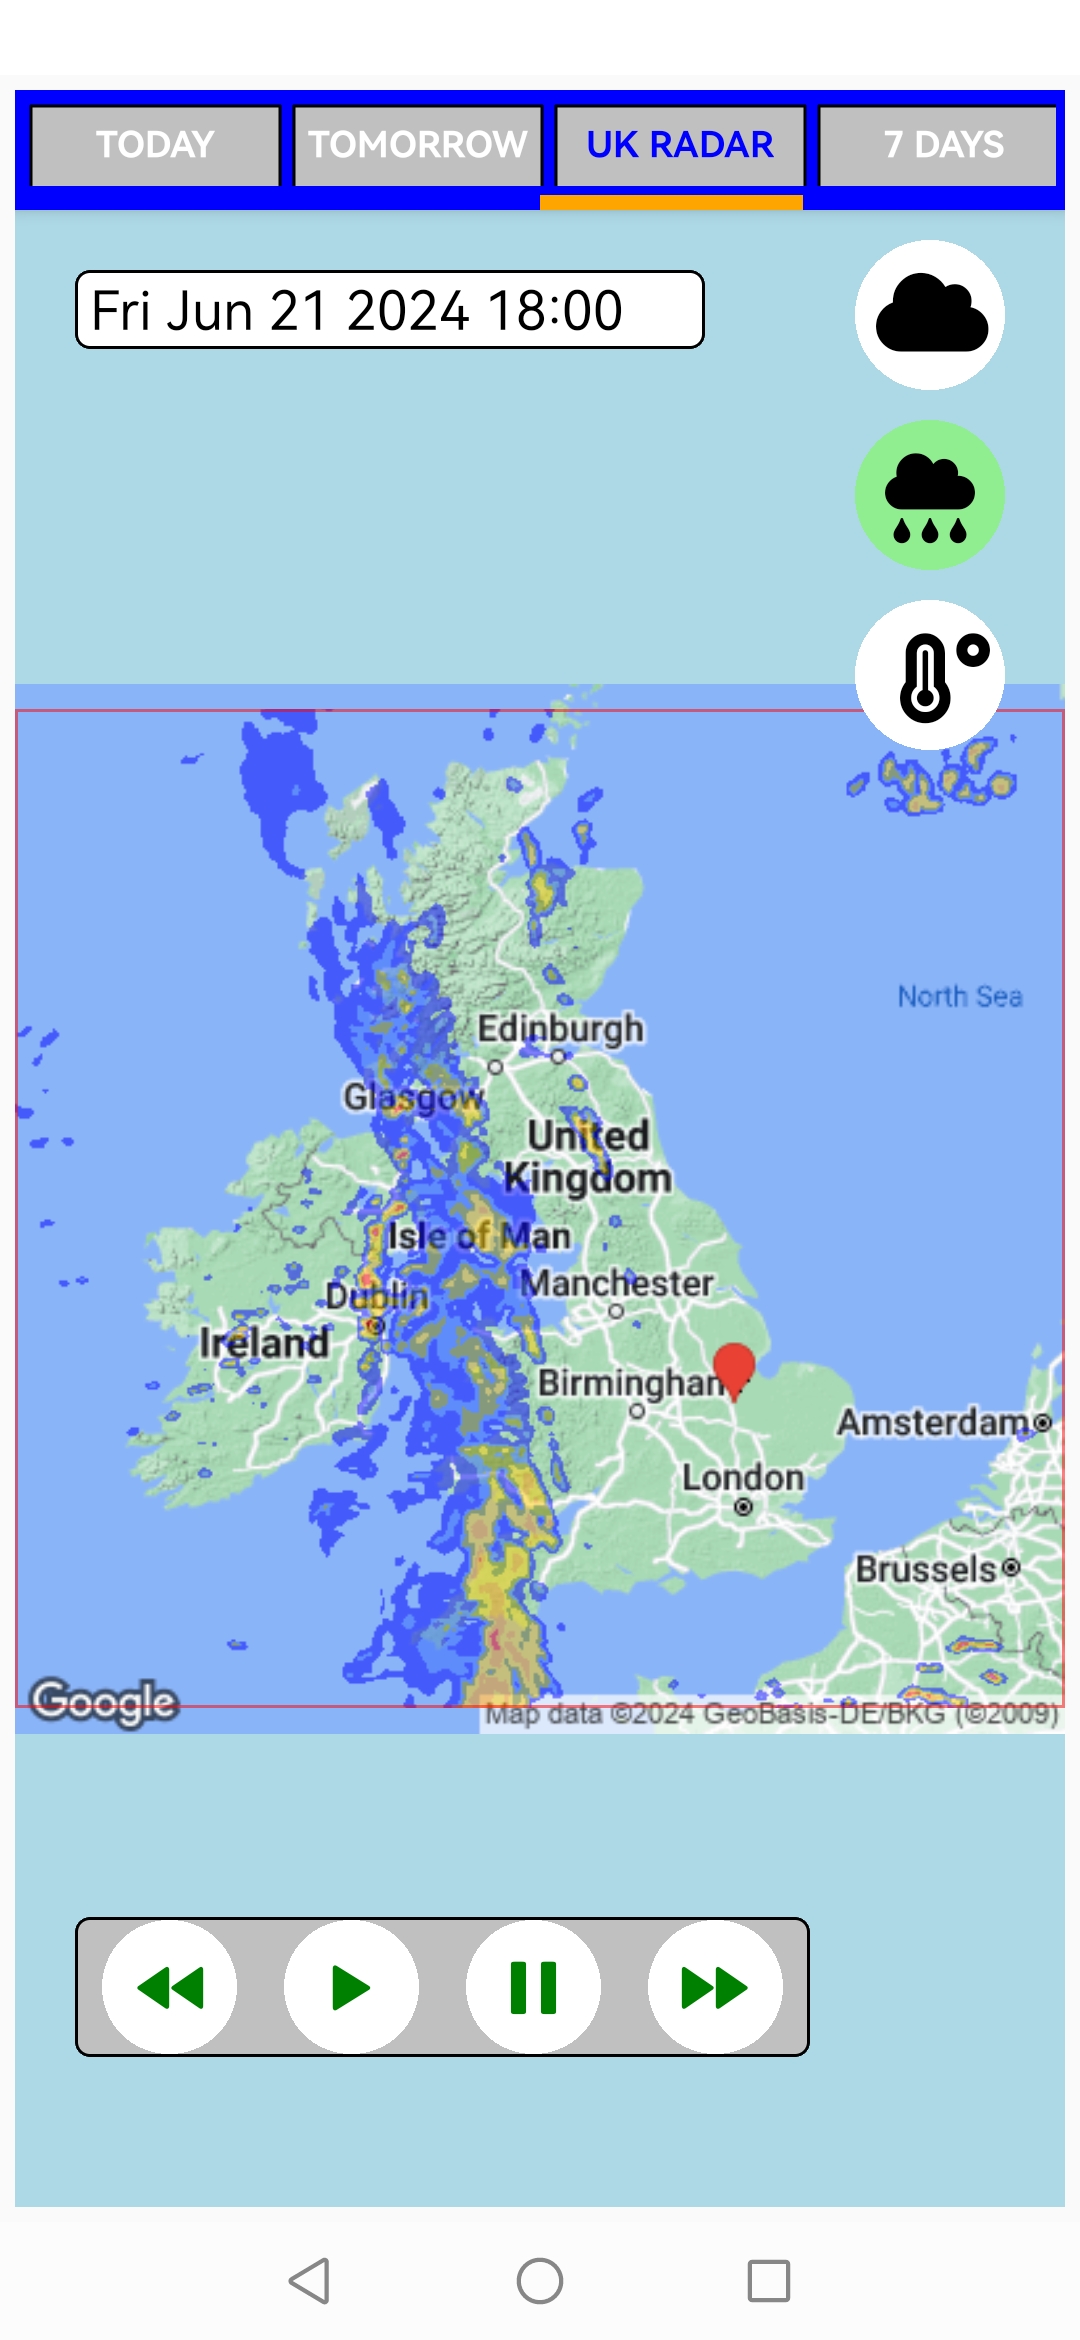 TODAY
TOMORROW
UK RADAR
7 DAYS
Fri Jun 21 2024 18:00
North Sea
Edinburgh
Glasgow
United
Kingdom
Isle of Man
Manchester
Dublin
Ireland
Birmingham
Amsterdam
London
Brussels
Google
Map data ©2024 GeoBasis-DE/BKG (©2009)